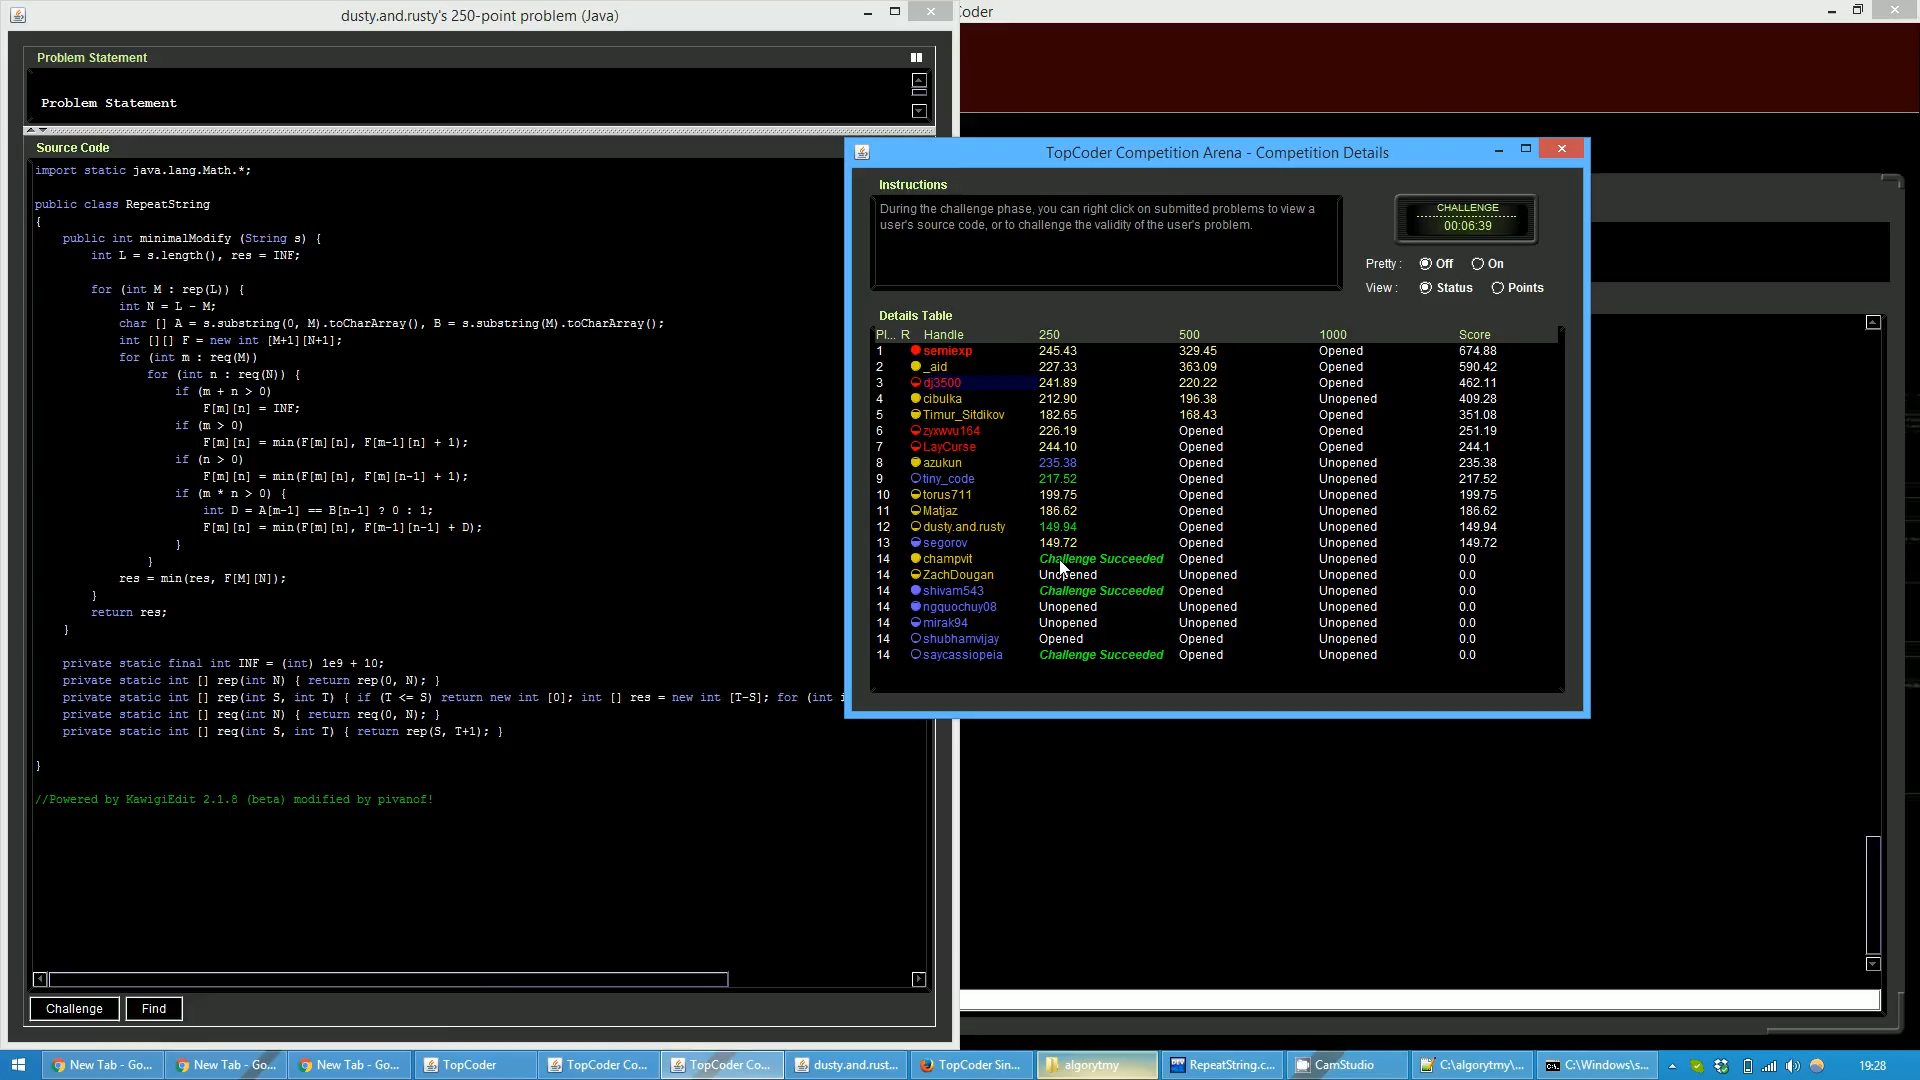 dusty.and.rusty's 250-point problem (Java)
Problem Statement
Problem Statement
Source Code
import static java.lang.Math.*;
public class RepeatString
{
public int minimalModify (String s) {
int L = s.length(), res = INF;
for (int M : rep(L)) {
int N = L - M;
char [] A = s.substring(0, M).toCharArray(), B = s.substring(M).toCharArray();
int [][] F = new int [M+1][N+1];
for (int m : req(M))
for (int n : req(N)) {
if (m + n > 0)
F[m][n] = INF;
if (m > 0)
F[m][n] = min(F[m][n], F[m-1][n] + 1);
if (n > 0)
F[m][n] = min(F[m][n], F[m][n-1] + 1);
if (m * n > 0) {
int D = A[m-1] == B[n-1] ? 0 : 1;
F[m][n] = min(F[m][n], F[m-1][n-1] + D);
}
}
res = min(res, F[M][N]);
}
return res;
}
private static final int INF = (int) 1e9 + 10;
private static int [] rep(int N) { return rep(0, N); }
private static int [] rep(int S, int T) { if (T <= S) return new int [0]; int [] res = new int [T-S]; for (int i
private static int [] req(int N) { return req(0, N); }
private static int [] req(int S, int T) { return rep(S, T+1); }
}
//Powered by KawigiEdit 2.1.8 (beta) modified by pivanof!
Challenge Find
oder
TopCoder Competition Arena - Competition Details
Instructions
During the challenge phase, you can right click on submitted problems to view a
user's source code, or to challenge the validity of the user's problem.
CHALLENGE
00:06:39
Pretty : Off On
View : Status Points
Details Table
Pl... R Handle 250 500 1000 Score
1 semiexp 245.43 329.45 Opened 674.88
2 _aid 227.33 363.09 Opened 590.42
3 dj3500 241.89 220.22 Opened 462.11
4 cibulka 212.90 196.38 Unopened 409.28
5 Timur_Sitdikov 182.65 168.43 Opened 351.08
6 zyxwvu164 226.19 Opened Opened 251.19
7 LayCurse 244.10 Opened Opened 244.1
8 azukun 235.38 Opened Unopened 235.38
9 tiny_code 217.52 Opened Unopened 217.52
10 torus711 199.75 Opened Unopened 199.75
11 Matjaz 186.62 Opened Unopened 186.62
12 dusty.and.rusty 149.94 Opened Unopened 149.94
13 segorov 149.72 Opened Unopened 149.72
14 champvit Challenge Succeeded Opened Unopened 0.0
14 ZachDougan Unopened Unopened Unopened 0.0
14 shivam543 Challenge Succeeded Opened Unopened 0.0
14 ngquochuy08 Unopened Unopened Unopened 0.0
14 mirak94 Unopened Unopened Unopened 0.0
14 shubhamvijay Opened Opened Unopened 0.0
14 saycassiopeia Challenge Succeeded Opened Unopened 0.0
New Tab - Go... New Tab - Go... New Tab - Go... TopCoder TopCoder Co... TopCoder Co... dusty.and.rust... TopCoder Sin... algorytmy RepeatString.c... CamStudio C:\algorytmy\... C:\Windows\s... 19:28